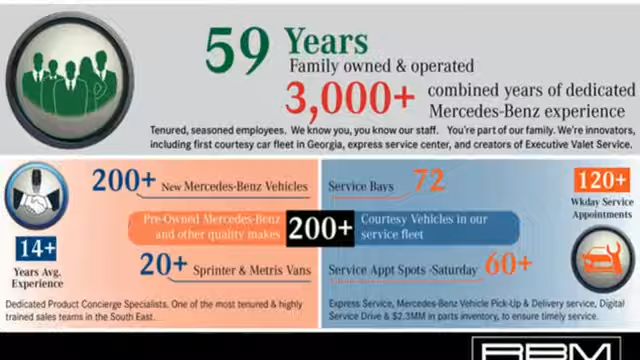 59 Years
Family owned & operated
3,000+ combined years of dedicated
Mercedes-Benz experience
Tenured, seasoned employees. We know you, you know our staff. You're part of our family. We're innovators,
including first courtesy car fleet in Georgia, express service center, and creators of Executive Valet Service.
200+ New Mercedes-Benz Vehicles
Pre-Owned Mercedes-Benz
and other quality makes
200+
20+ Sprinter & Metris Vans
14+
Years Avg.
Experience
Dedicated Product Concierge Specialists. One of the most tenured & highly
trained sales teams in the South East.
Service Bays 72
Courtesy Vehicles in our
service fleet
Service Appt Spots -Saturday 60+
120+
Wkday Service
Appointments
Express Service, Mercedes-Benz Vehicle Pick-Up & Delivery service, Digital
Service Drive & $2.3MM in parts inventory, to ensure timely service.
RBM